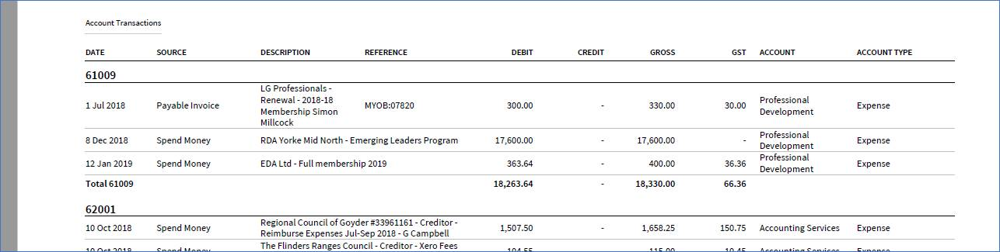 Account Transactions
DATE SOURCE DESCRIPTION REFERENCE DEBIT CREDIT GROSS GST ACCOUNT ACCOUNT TYPE
61009
1 Jul 2018 Payable Invoice LG Professionals - Renewal - 2018-18 Membership Simon Millcock MYOB:07820 300.00 - 330.00 30.00 Professional Development Expense
8 Dec 2018 Spend Money RDA Yorke Mid North - Emerging Leaders Program 17,600.00 - 17,600.00 - Professional Development Expense
12 Jan 2019 Spend Money EDA Ltd - Full membership 2019 363.64 - 400.00 36.36 Professional Development Expense
Total 61009 18,263.64 - 18,330.00 66.36
62001
10 Oct 2018 Spend Money Regional Council of Goyder #33961161 - Creditor - Reimburse Expenses Jul-Sep 2018 - G Campbell 1,507.50 - 1,658.25 150.75 Accounting Services Expense
10 Oct 2018 Spend Money The Flinders Ranges Council - Creditor - Xero Fees 104.55 - 115.00 10.45 Accounting Services Expense